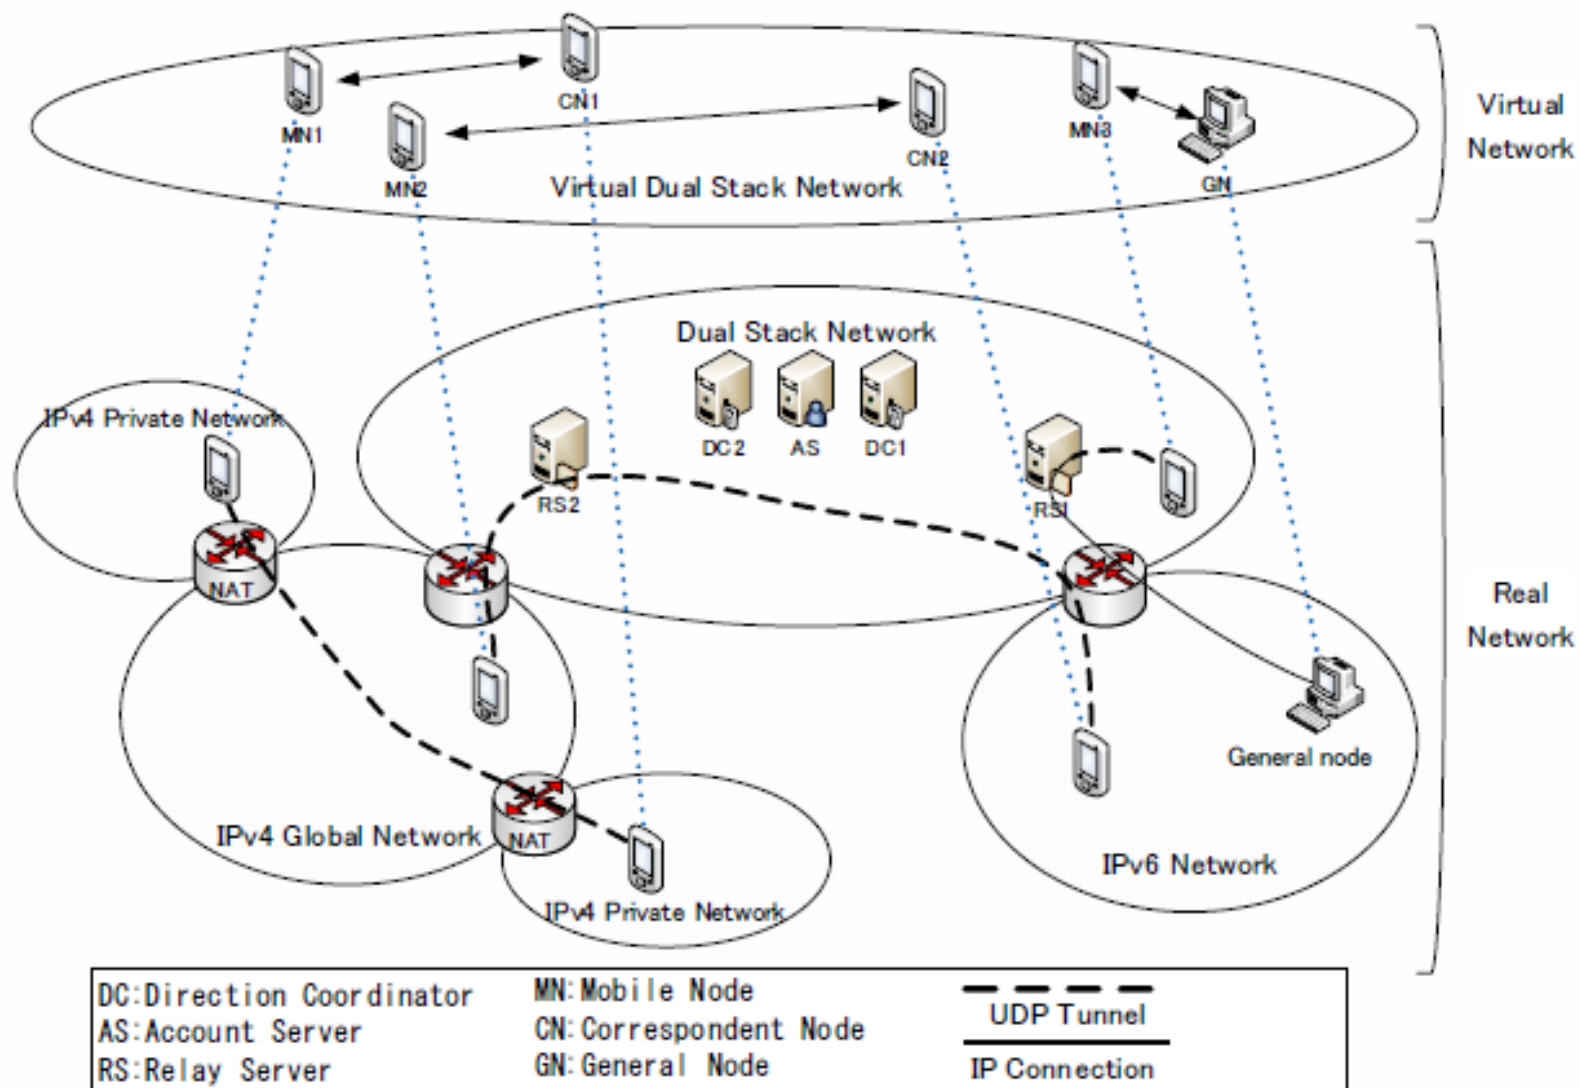 CN1
MN1
MN2
CN2
MN3
GN
Virtual Dual Stack Network
Virtual
Network
Dual Stack Network
DC2
AS
DC1
RS2
RS1
IPv4 Private Network
NAT
Real
Network
General node
IPv4 Global Network
NAT
IPv6 Network
IPv4 Private Network
DC:Direction Coordinator
MN:Mobile Node
AS:Account Server
CN:Correspondent Node
UDP Tunnel
RS:Relay Server
GN:General Node
IP Connection